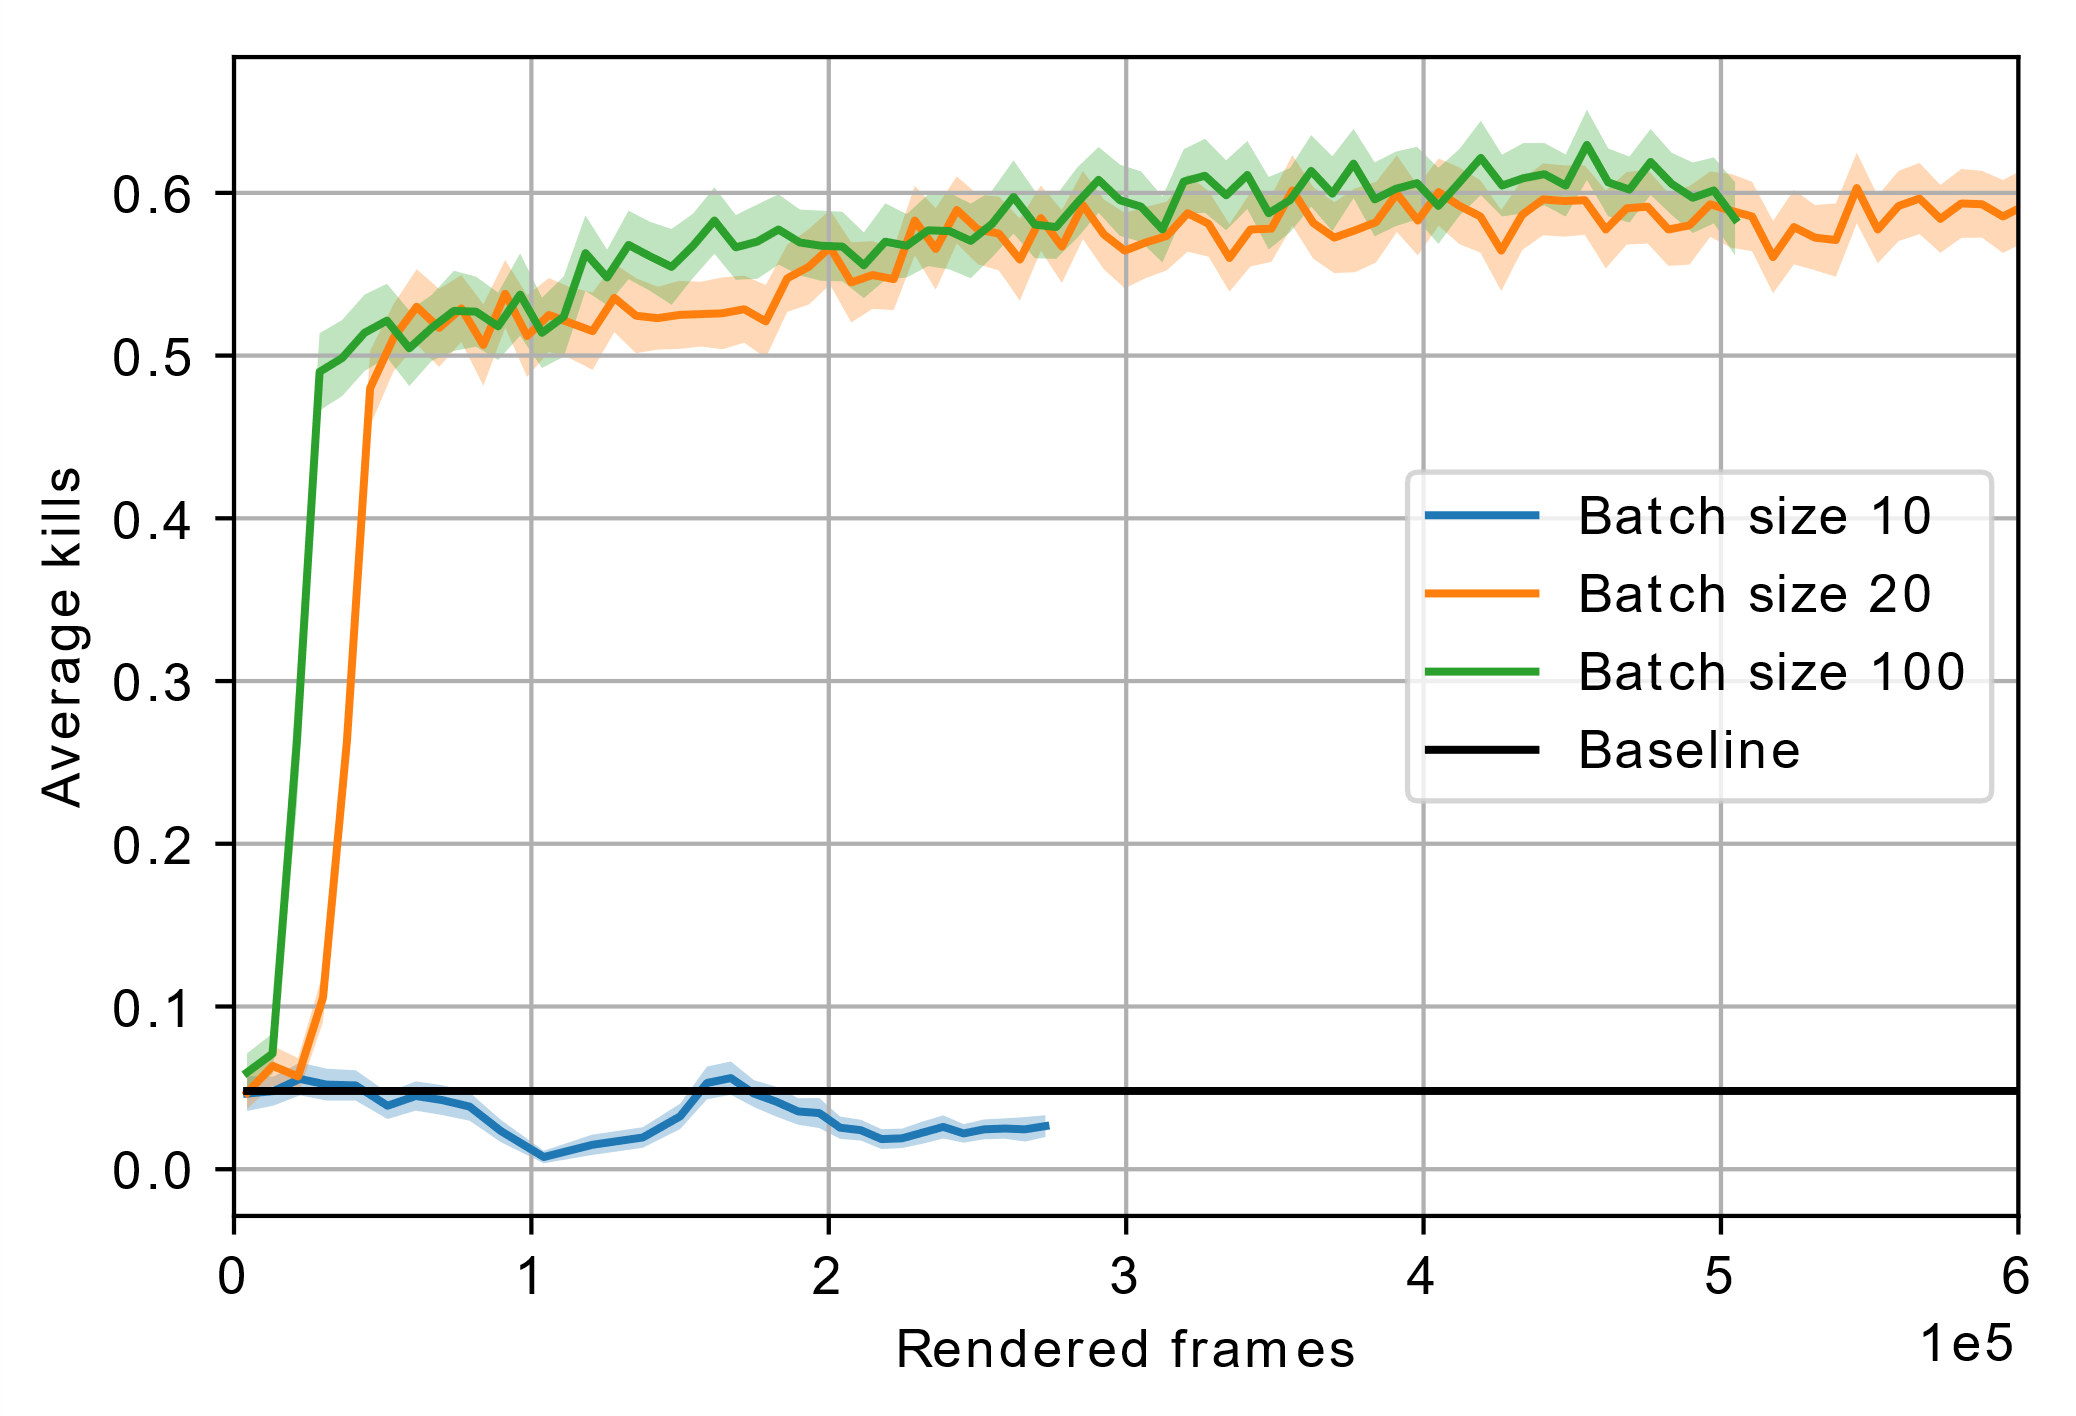 Average kills
0.6
0.5
0.4
0.3
0.2
0.1
0.0
Batch size 10
Batch size 20
Batch size 100
Baseline
0 1 2 3 4 5 6
1e5
Rendered frames